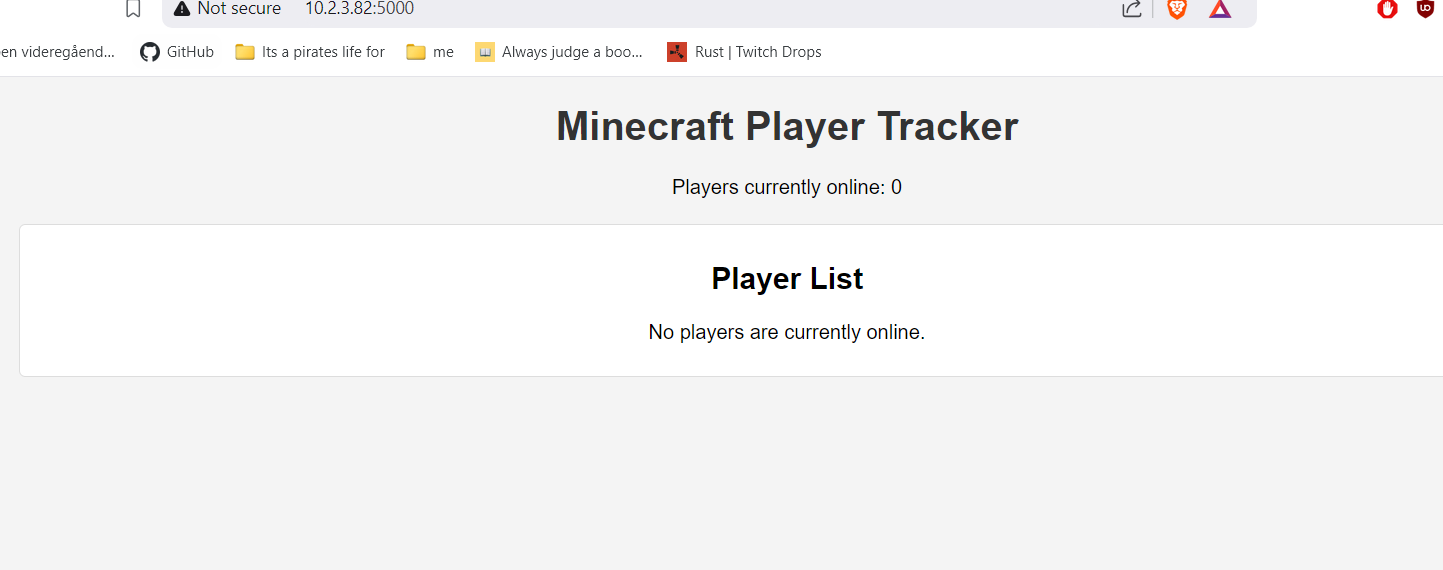 Not secure 10.2.3.82:5000
en videregåend... GitHub Its a pirates life for me Always judge a boo... Rust | Twitch Drops
Minecraft Player Tracker
Players currently online: 0
Player List
No players are currently online.